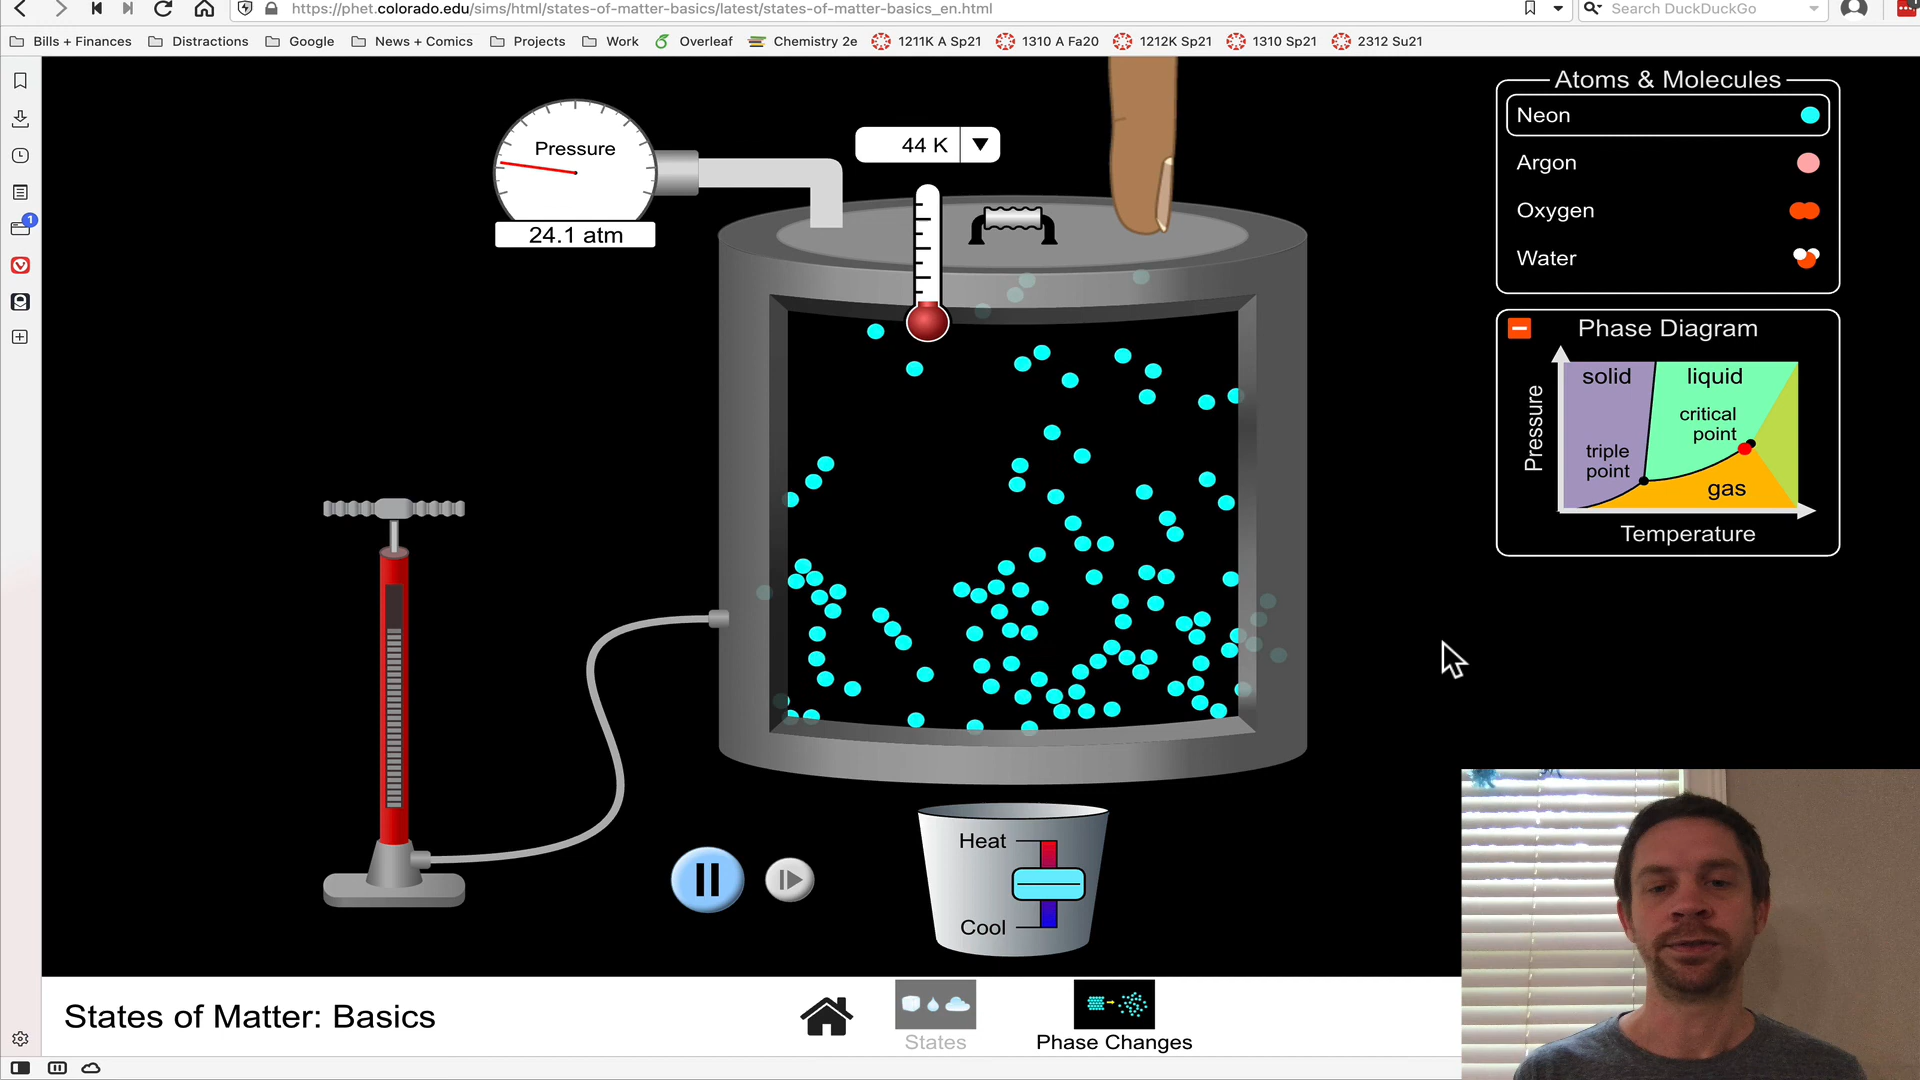 https://phet.colorado.edu/sims/html/states-of-matter-basics/latest/states-of-matter-basics_en.html
Search DuckDuckGo
Bills + Finances
Distractions
Google
News + Comics
Projects
Work
Overleaf
Chemistry 2e
1211K A Sp21
1310 A Fa20
1212K Sp21
1310 Sp21
2312 Su21
1
Pressure
24.1 atm
44 K
Atoms & Molecules
Neon
Argon
Oxygen
Water
Phase Diagram
solid
liquid
critical
point
triple
point
gas
Pressure
Temperature
Heat
Cool
States of Matter: Basics
States
Phase Changes